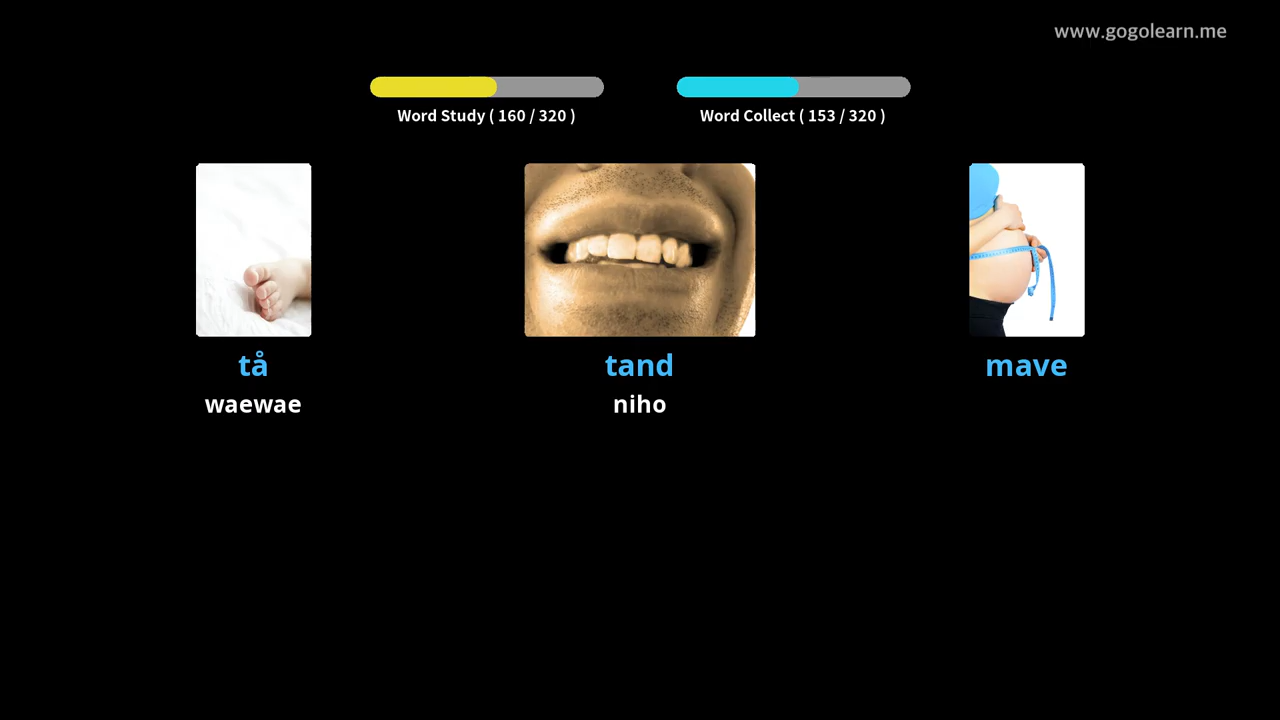 www.gogolearn.me
Word Study ( 160 / 320 )
Word Collect ( 153 / 320 )
tå
tand
mave
waewae
niho